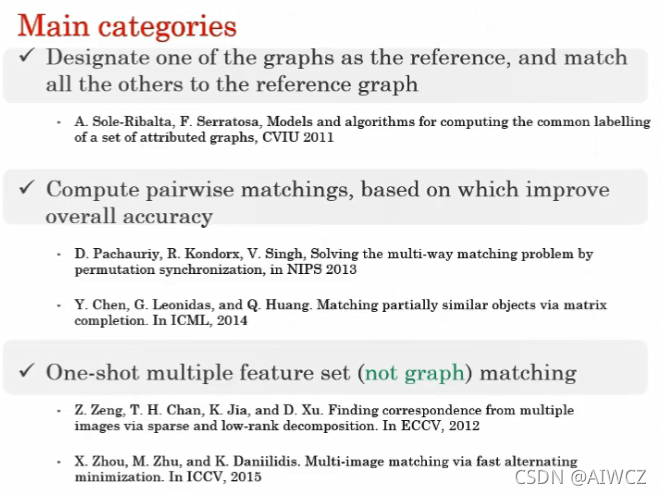 Main categories
✓ Designate one of the graphs as the reference, and match
all the others to the reference graph
• A. Sole-Ribalta, F. Serratosa, Models and algorithms for computing the common labelling
of a set of attributed graphs, CVIU 2011
✓ Compute pairwise matchings, based on which improve
overall accuracy
• D. Pachauriy, R. Kondorx, V. Singh, Solving the multi-way matching problem by
permutation synchronization, in NIPS 2013
• Y. Chen, G. Leonidas, and Q. Huang. Matching partially similar objects via matrix
completion. In ICML, 2014
✓ One-shot multiple feature set (not graph) matching
• Z. Zeng, T. H. Chan, K. Jia, and D. Xu. Finding correspondence from multiple
images via sparse and low-rank decomposition. In ECCV, 2012
• X. Zhou, M. Zhu, and K. Daniilidis. Multi-image matching via fast alternating
minimization. In ICCV, 2015
CSDN @AIWCZ